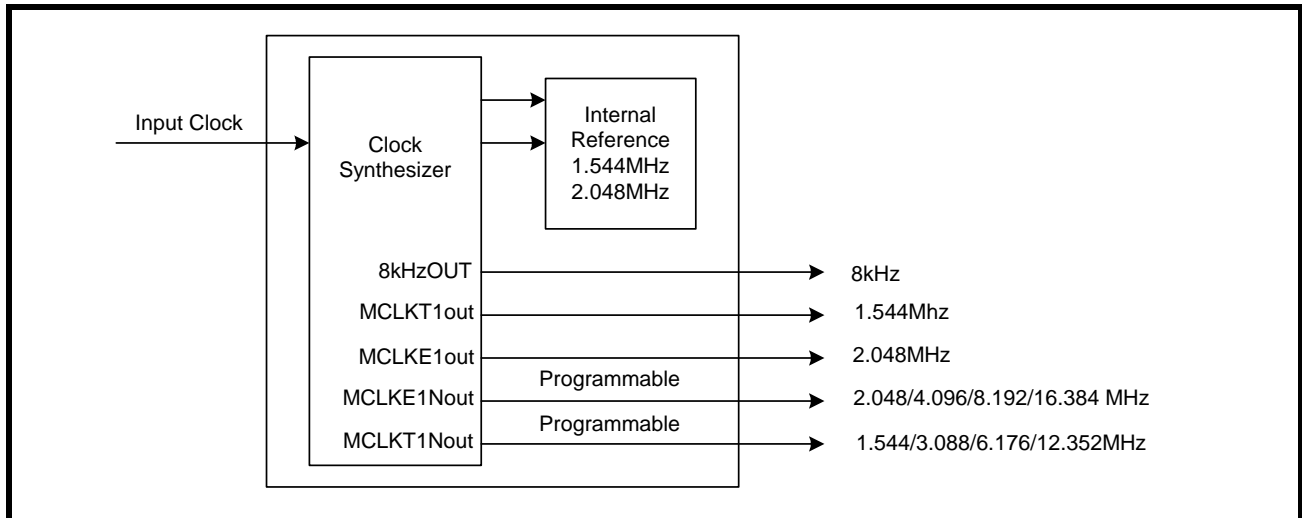 Input Clock
Clock
Synthesizer
Internal
Reference
1.544MHz
2.048MHz
8kHzOUT
8kHz
MCLKT1out
1.544Mhz
MCLKE1out
2.048MHz
Programmable
MCLKE1Nout
2.048/4.096/8.192/16.384 MHz
Programmable
MCLKT1Nout
1.544/3.088/6.176/12.352MHz